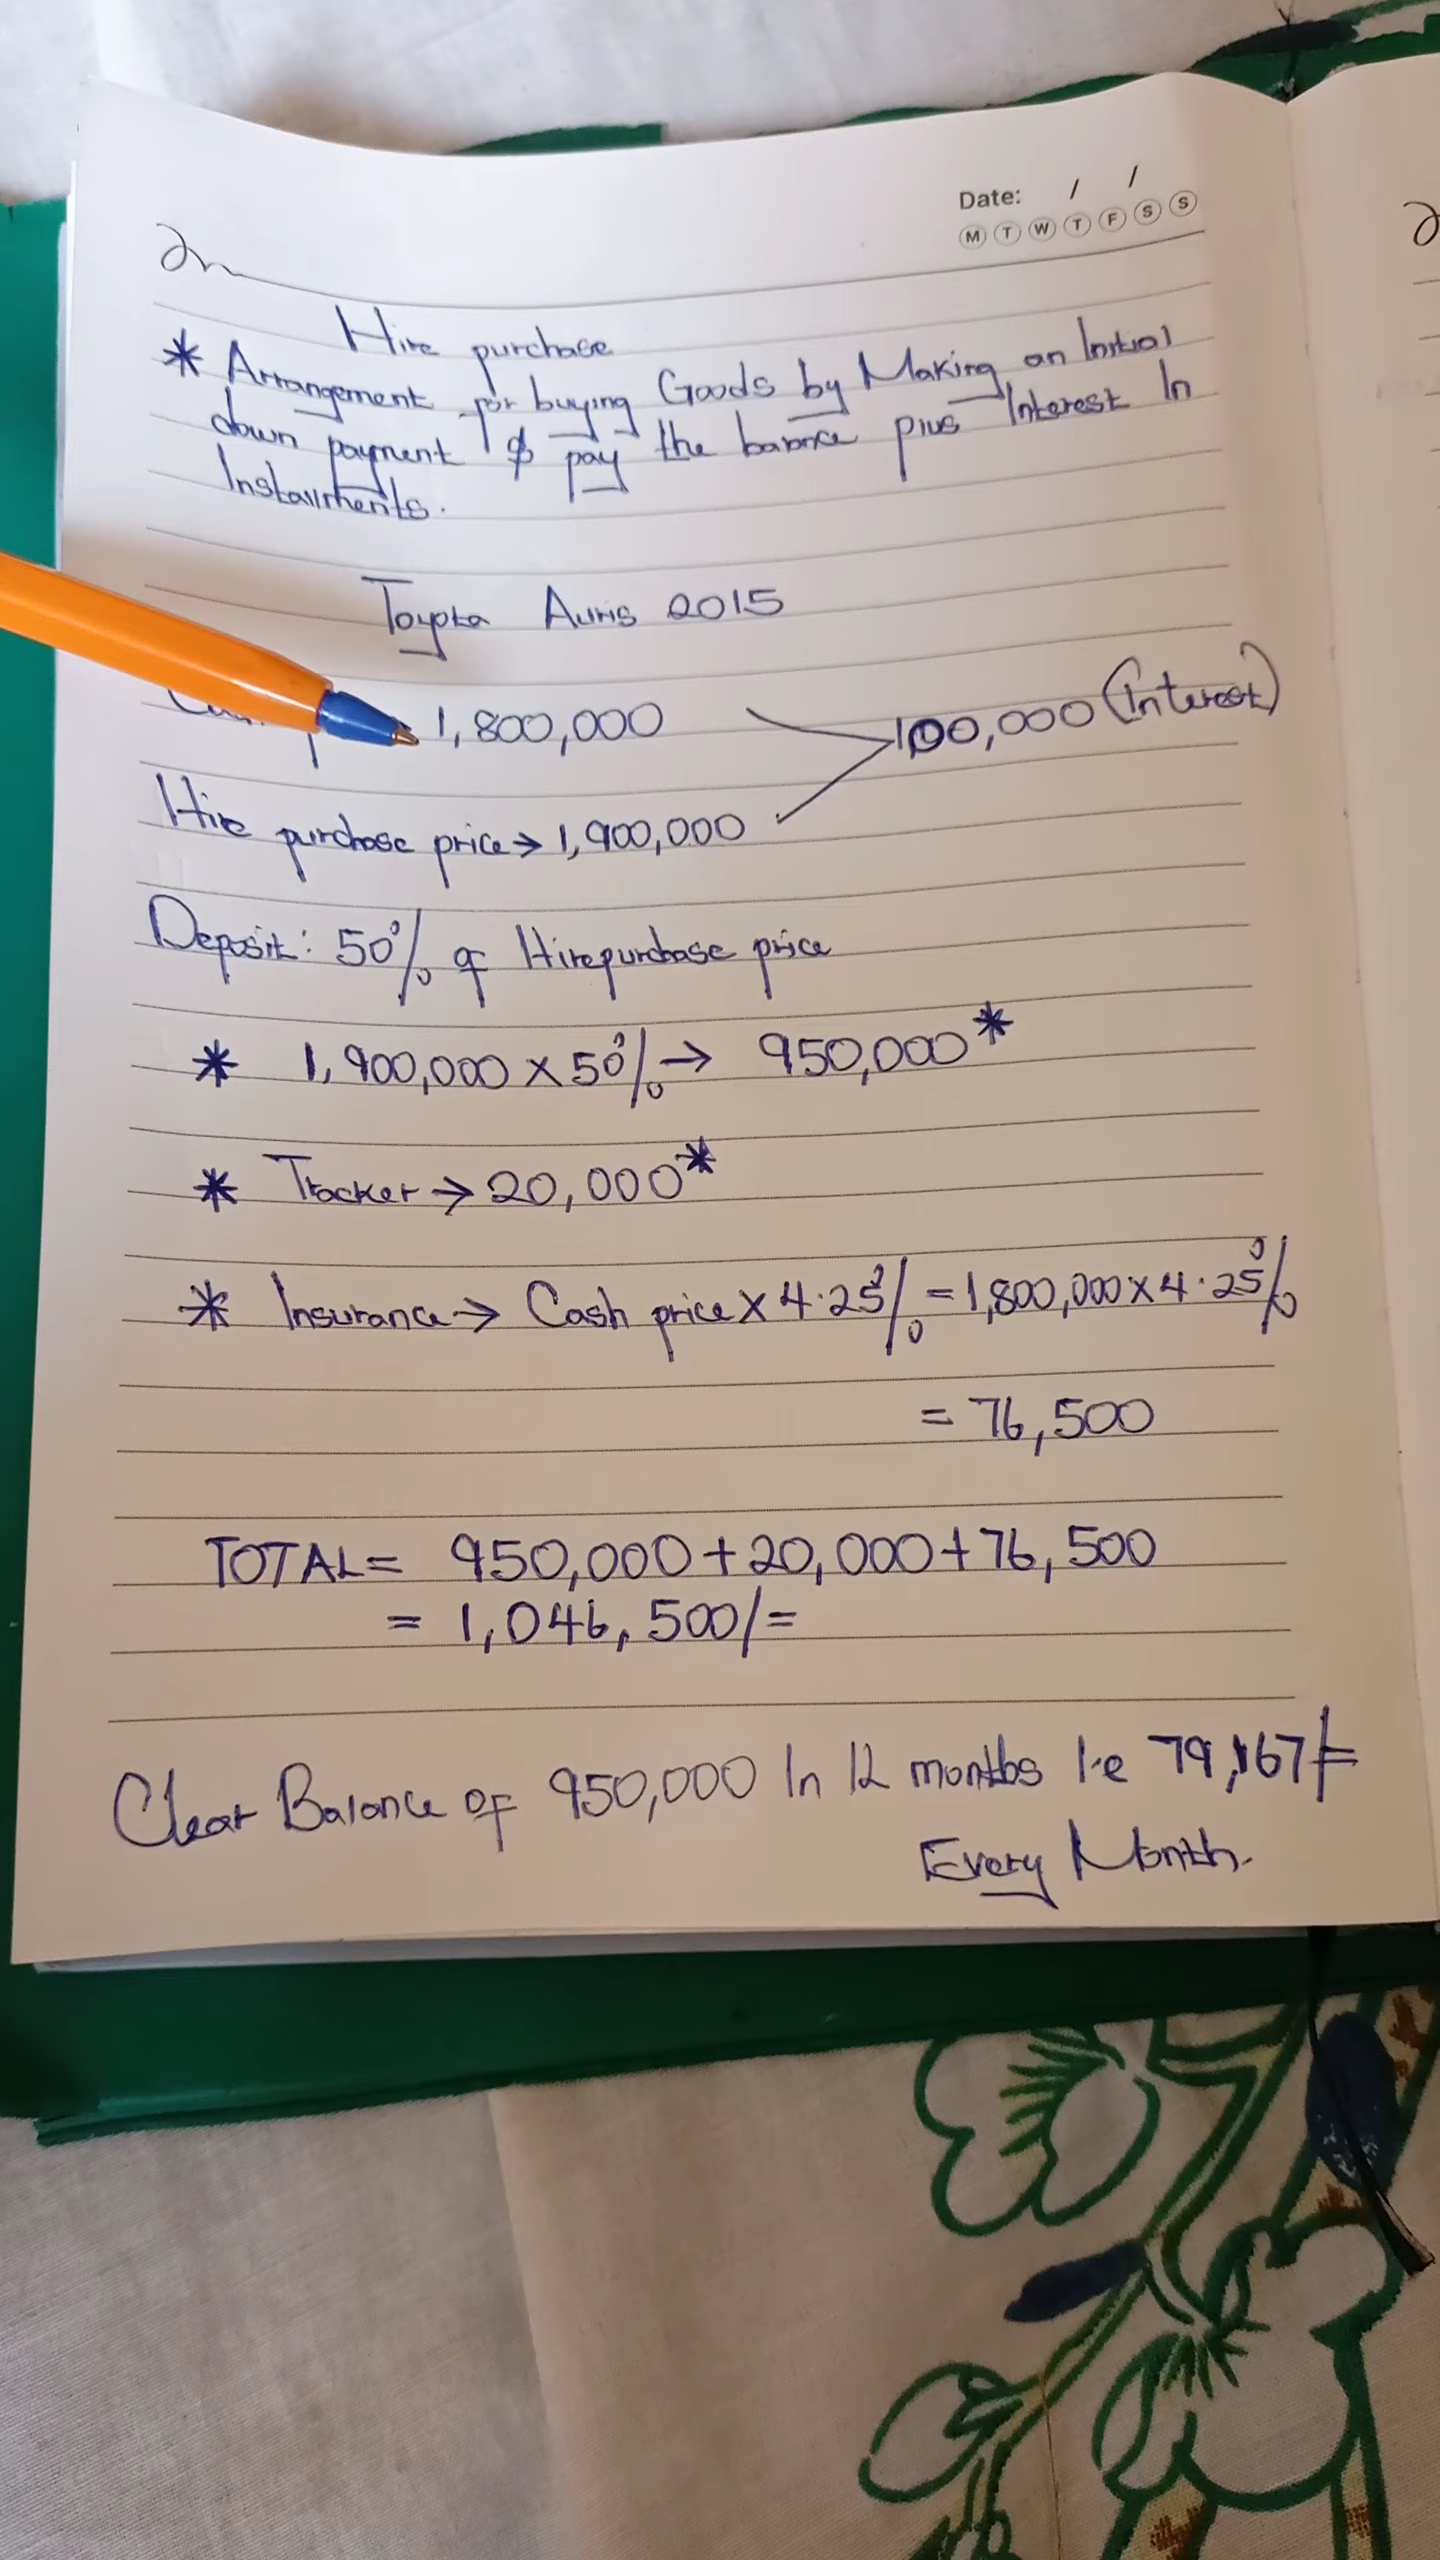 Date: / /
M T W T F S S
Hire purchase
* Arrangement for buying Goods by Making an Initial
down payment & pay the balance plus Interest In
Installments.
Toyota Auris 2015
1,800,000
100,000 (Interest)
Hire purchase price → 1,900,000
Deposit: 50% of Hirepurchase price
* 1,900,000 x 50% → 950,000*
* Tracker → 20,000*
* Insurance → Cash price x 4.25% = 1,800,000 x 4.25%
= 76,500
TOTAL = 950,000 + 20,000 + 76,500
= 1,046,500/=
Clear Balance of 950,000 In 12 months i.e 79,167/=
Every Month.